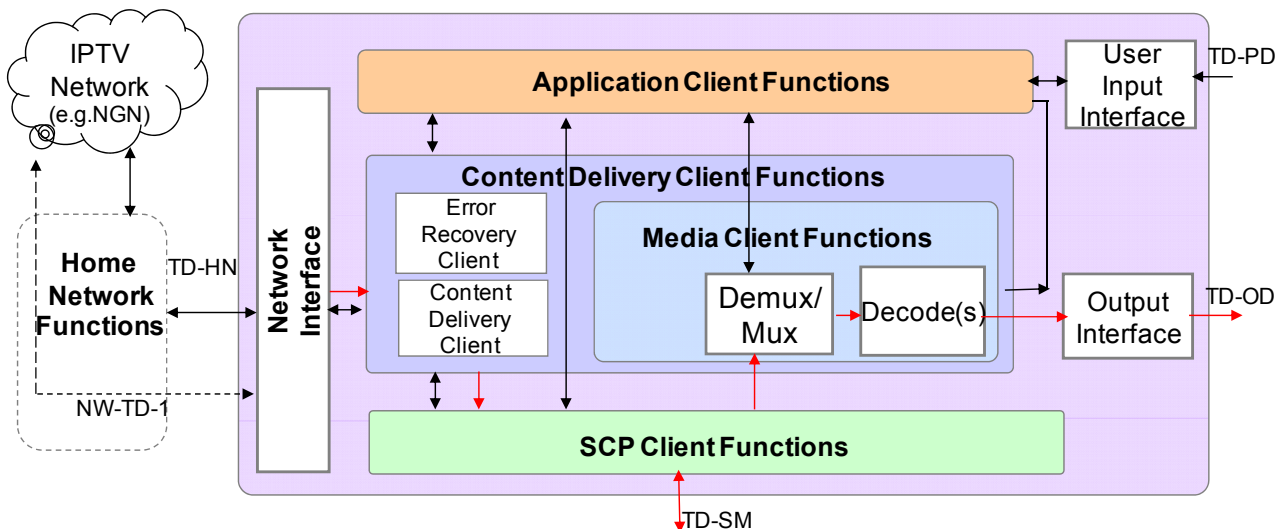 IPTV
Network
(e.g.NGN)
Home
Network
Functions
TD-HN
NW-TD-1
Network
Interface
Application Client Functions
Content Delivery Client Functions
Error
Recovery
Client
Content
Delivery
Client
Media Client Functions
Demux/
Mux
Decode(s)
SCP Client Functions
TD-SM
User
Input
Interface
TD-PD
Output
Interface
TD-OD